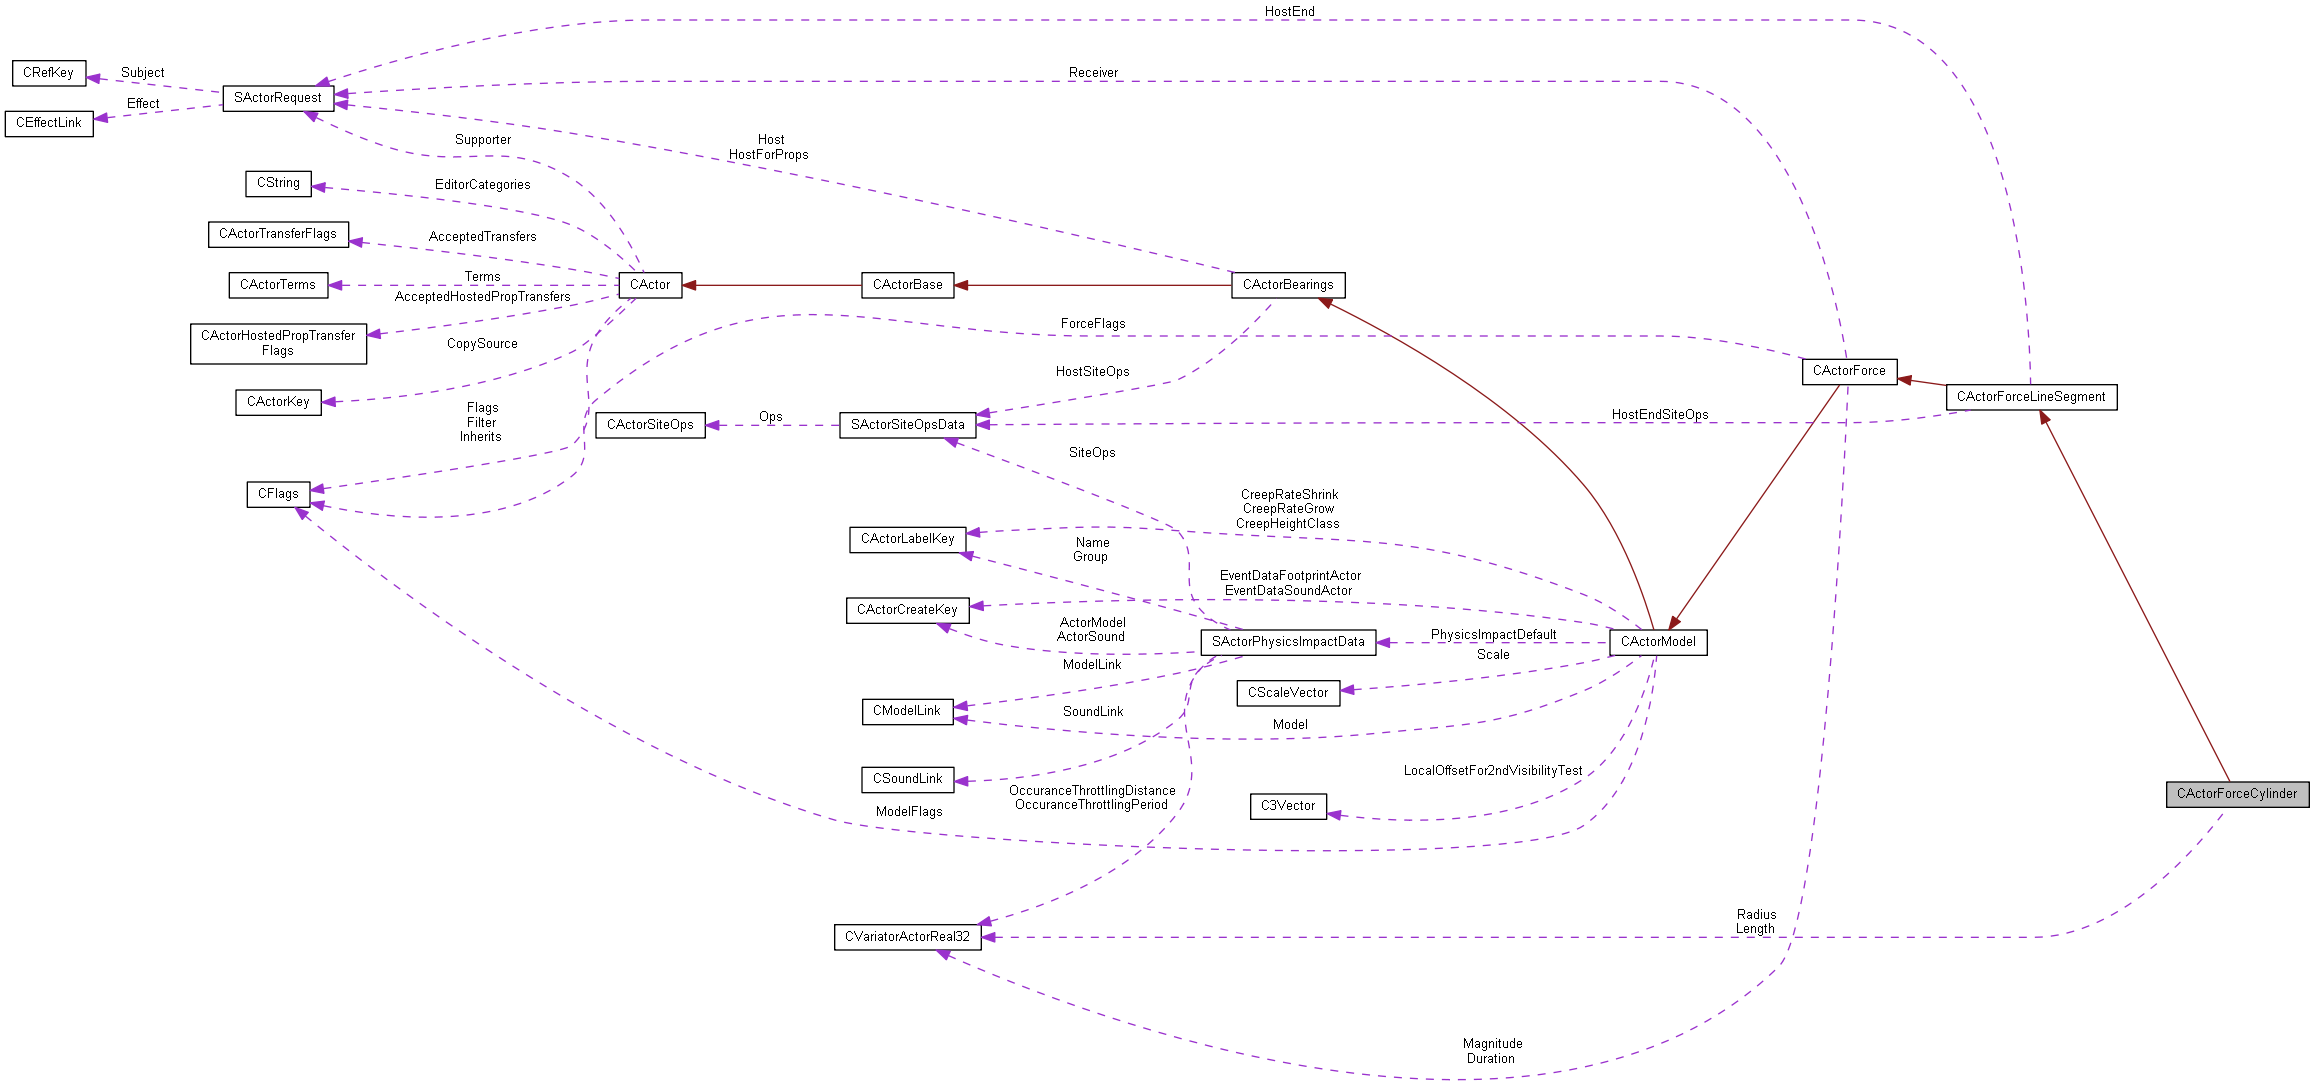 HostEnd
CRefKey
Subject
Receiver
SActorRequest
Effect
CEffectLink
Supporter
Host
HostForProps
CString
EditorCategories
CActorTransferFlags
AcceptedTransfers
CActorTerms
Terms
CActor
CActorBase
CActorBearings
AcceptedHostedPropTransfers
CActorHostedPropTransfer
Flags
ForceFlags
CopySource
HostSiteOps
CActorForce
CActorKey
CActorForceLineSegment
Flags
Filter
Inherits
CActorSiteOps
Ops
SActorSiteOpsData
HostEndSiteOps
SiteOps
CFlags
CreepRateShrink
CreepRateGrow
CreepHeightClass
CActorLabelKey
Name
Group
EventDataFootprintActor
EventDataSoundActor
CActorCreateKey
ActorModel
ActorSound
SActorPhysicsImpactData
PhysicsImpactDefault
CActorModel
Scale
ModelLink
CScaleVector
CModelLink
SoundLink
Model
CSoundLink
LocalOffsetFor2ndVisibilityTest
OccuranceThrottlingDistance
OccuranceThrottlingPeriod
C3Vector
CActorForceCylinder
ModelFlags
CVariatorActorReal32
Radius
Length
Magnitude
Duration